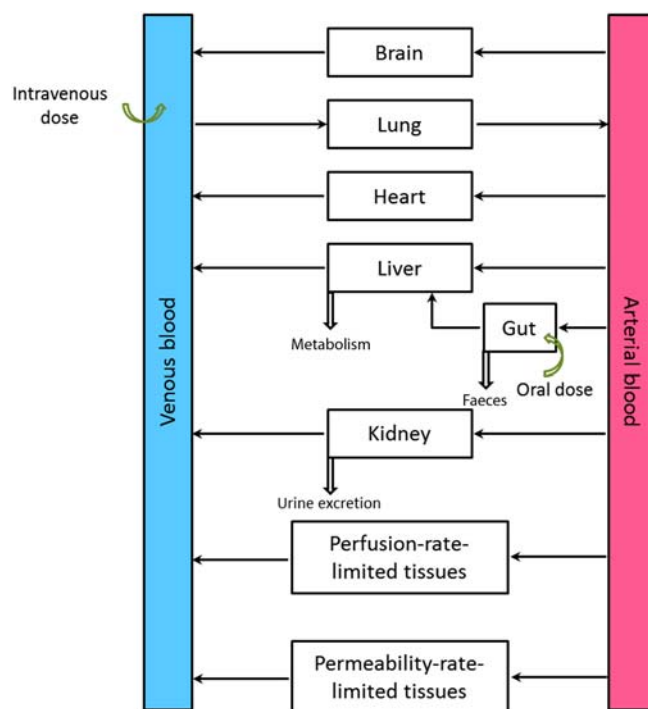 Brain
Intravenous
dose
Lung
Heart
Liver
Venous blood
Arterial blood
Gut
Metabolism
Oral dose
Faeces
Kidney
Urine excretion
Perfusion-rate-
limited tissues
Permeability-rate-
limited tissues